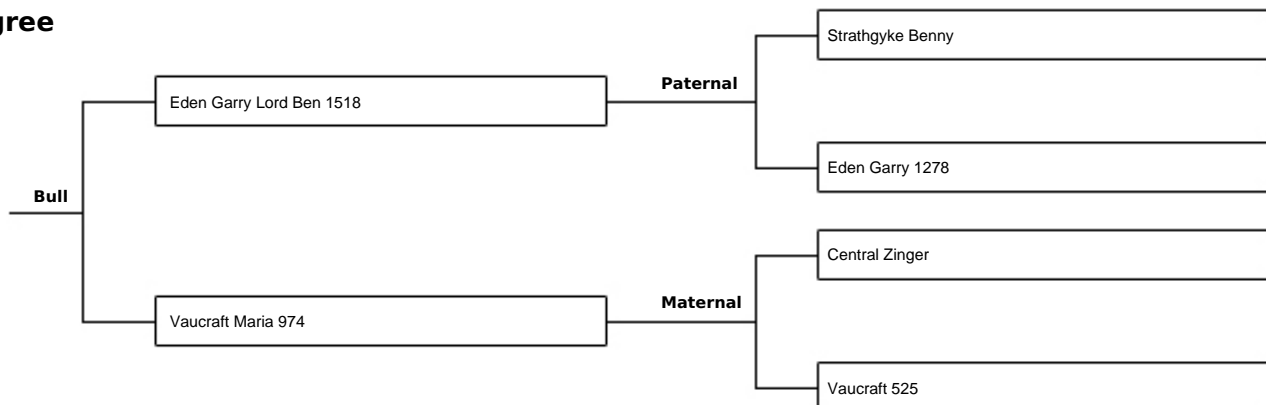 gree
Strathgyke Benny
Paternal
Eden Garry Lord Ben 1518
Eden Garry 1278
Bull
Central Zinger
Maternal
Vaucraft Maria 974
Vaucraft 525